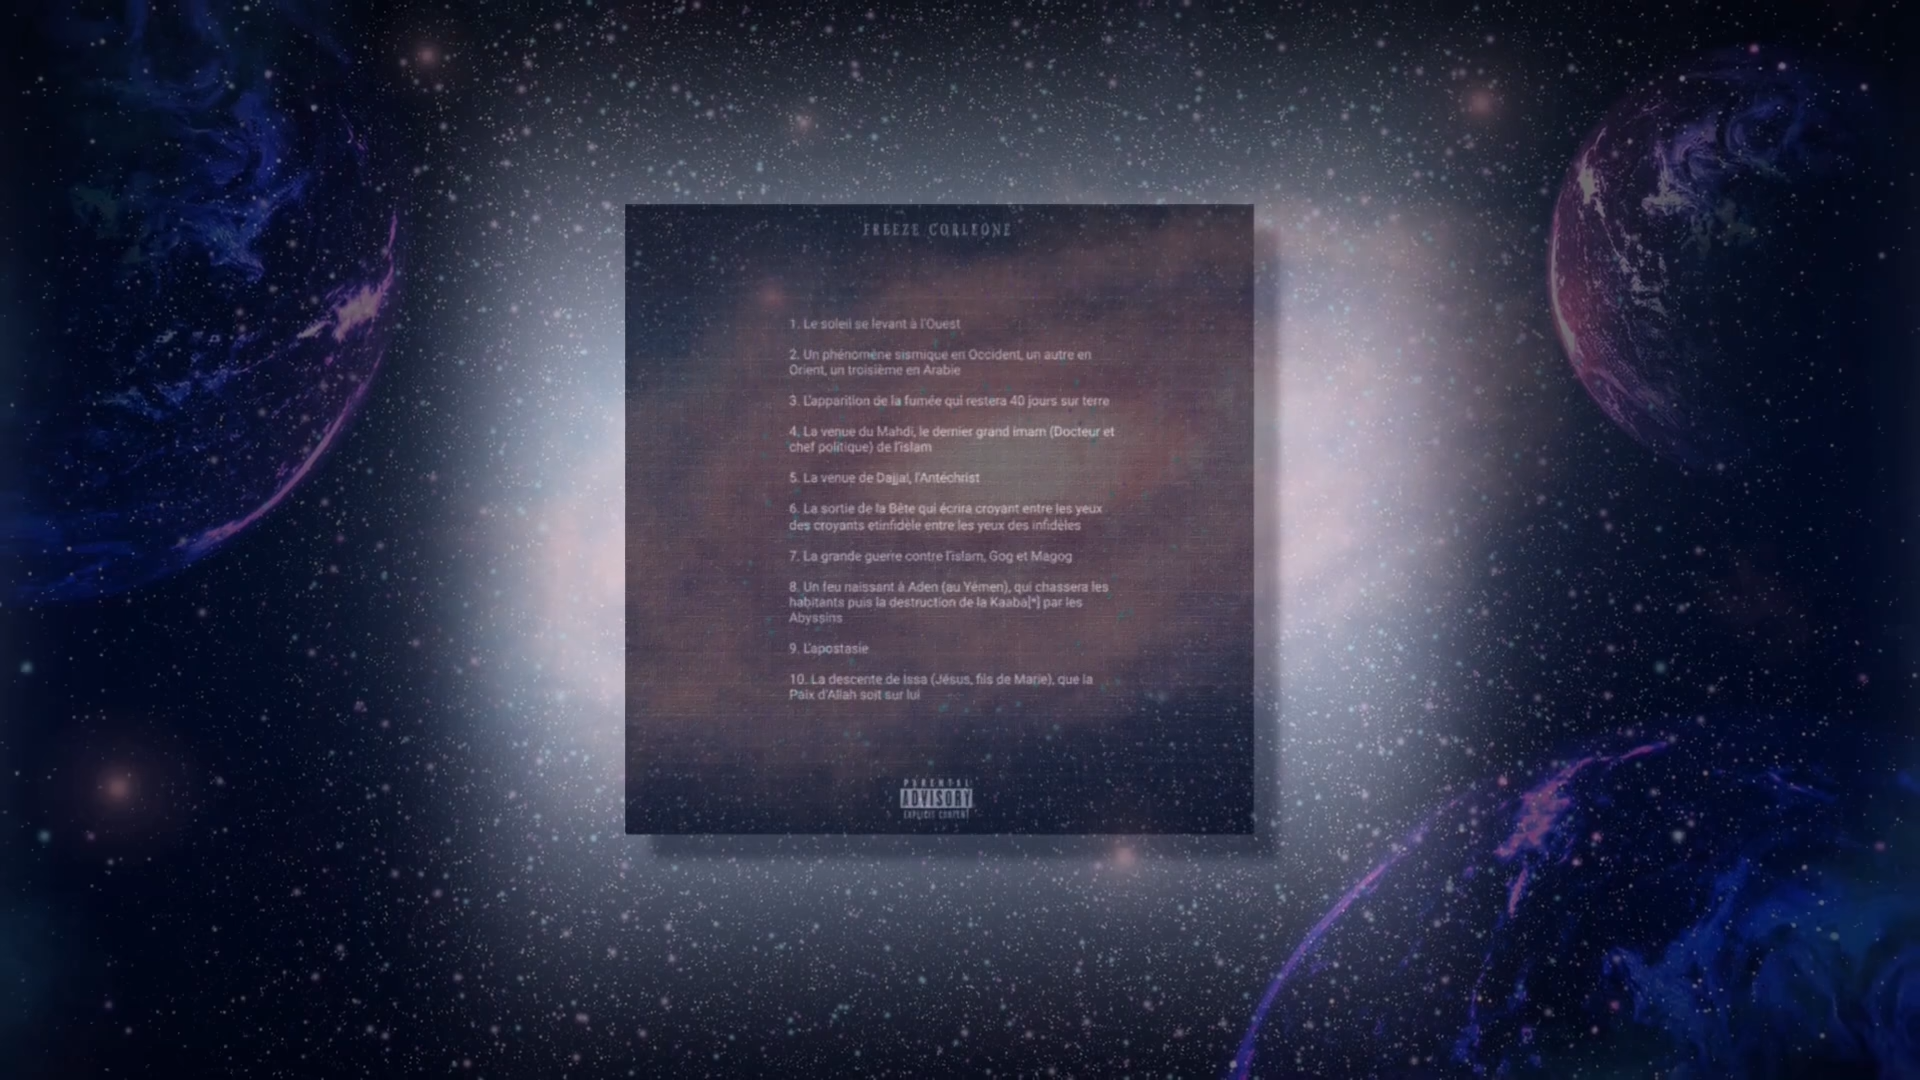 FREEZE CORLEONE
1. Le soleil se levant à l'Ouest
2. Un phénomène sismique en Occident, un autre en
Orient, un troisième en Arabie
3. L'apparition de la fumée qui restera 40 jours sur terre
4. La venue du Mahdi, le dernier grand imam (Docteur et
chef politique) de l'islam
5. La venue de Dajjal, l'Antéchrist
6. La sortie de la Bête qui écrira croyant entre les yeux
des croyants etinfidèle entre les yeux des infidèles
7. La grande guerre contre l'islam, Gog et Magog
8. Un feu naissant à Aden (au Yémen), qui chassera les
habitants puis la destruction de la Kaaba[*] par les
Abyssins
9. L'apostasie
10. La descente de Issa (Jésus, fils de Marie), que la
Paix d'Allah soit sur lui
PARENTAL
ADVISORY
EXPLICIT CONTENT